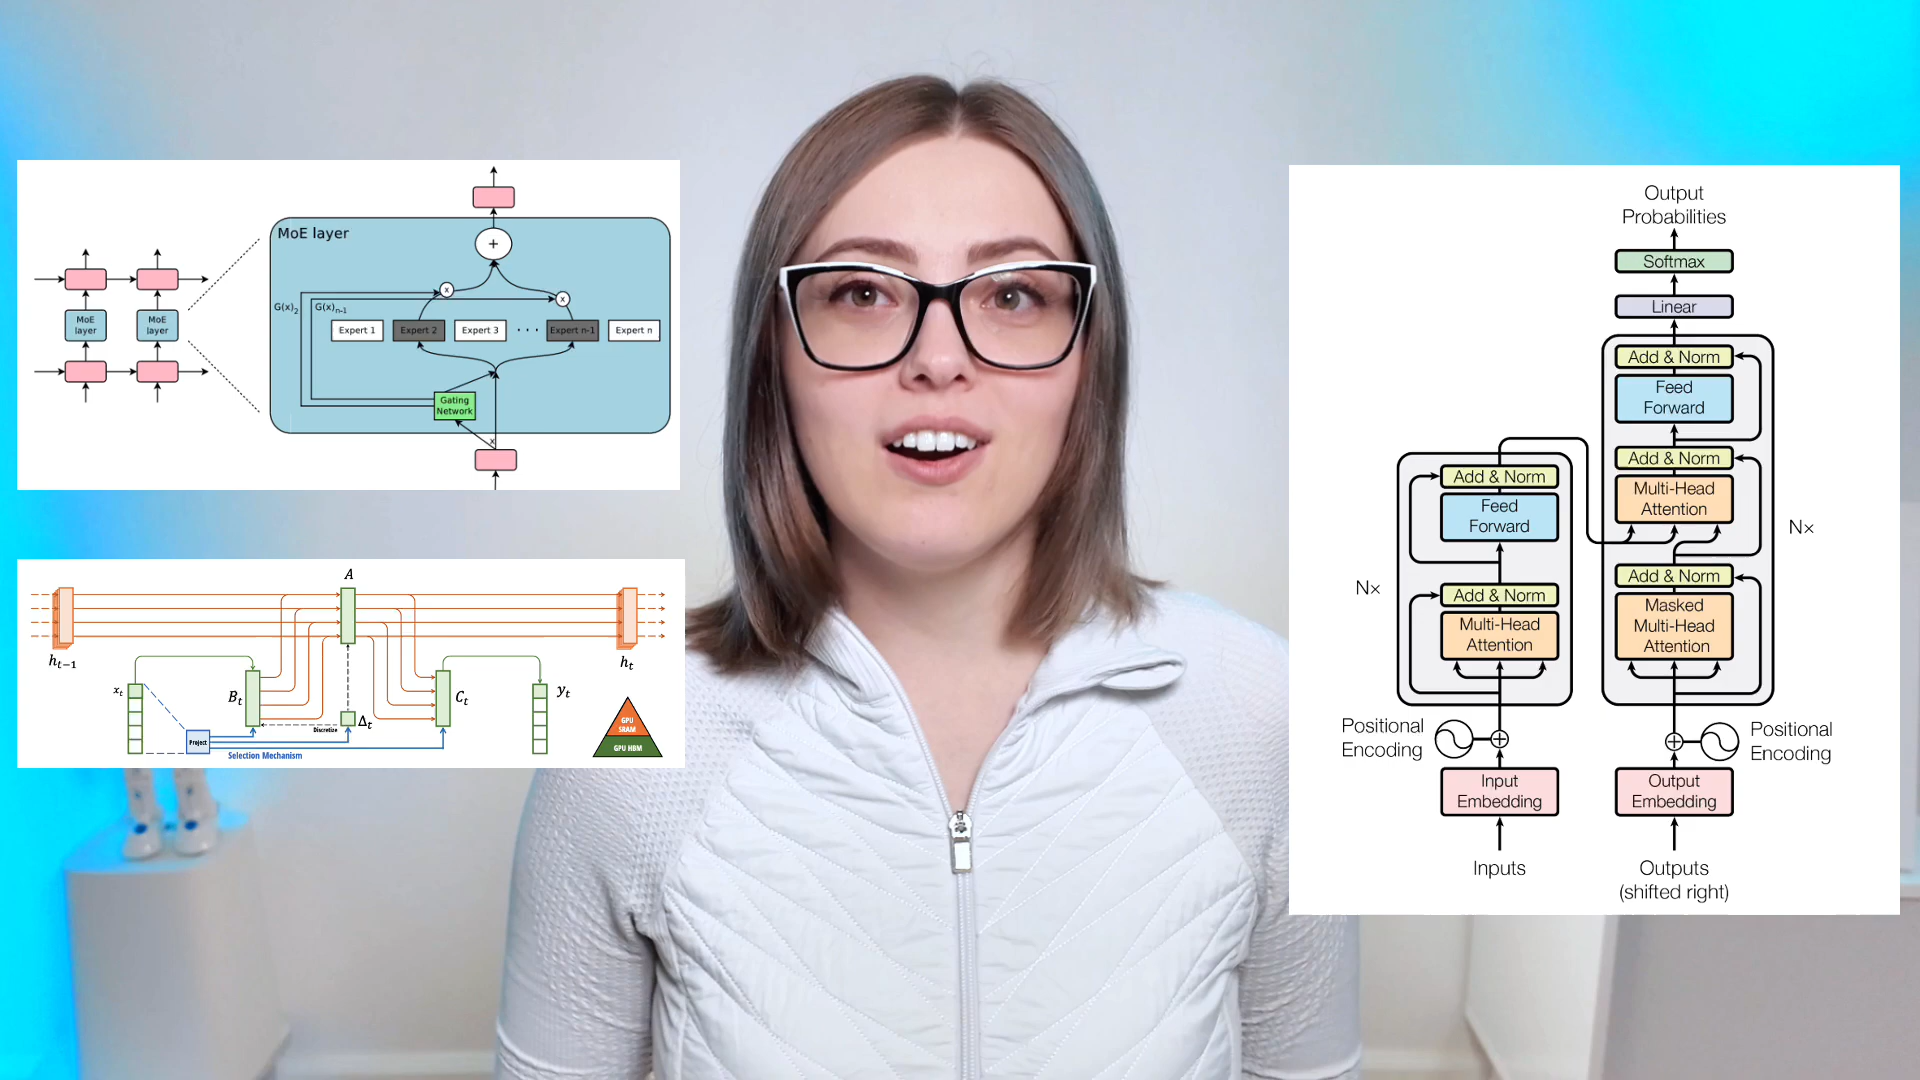 MoE layer
G(x)2
G(x)n-1
x
x
+
MoE
layer
MoE
layer
Expert 1
Expert 2
Expert 3
· · ·
Expert n-1
Expert n
Gating
Network
x
A
hₜ₋₁
hₜ
xₜ
Bₜ
Cₜ
yₜ
Δₜ
Discretize
Project
Selection Mechanism
GPU
SRAM
GPU HBM
Output
Probabilities
Softmax
Linear
Add & Norm
Feed
Forward
Add & Norm
Multi-Head
Attention
Nx
Add & Norm
Masked
Multi-Head
Attention
Add & Norm
Feed
Forward
Nx
Add & Norm
Multi-Head
Attention
Positional
Encoding
Positional
Encoding
Input
Embedding
Output
Embedding
Inputs
Outputs
(shifted right)